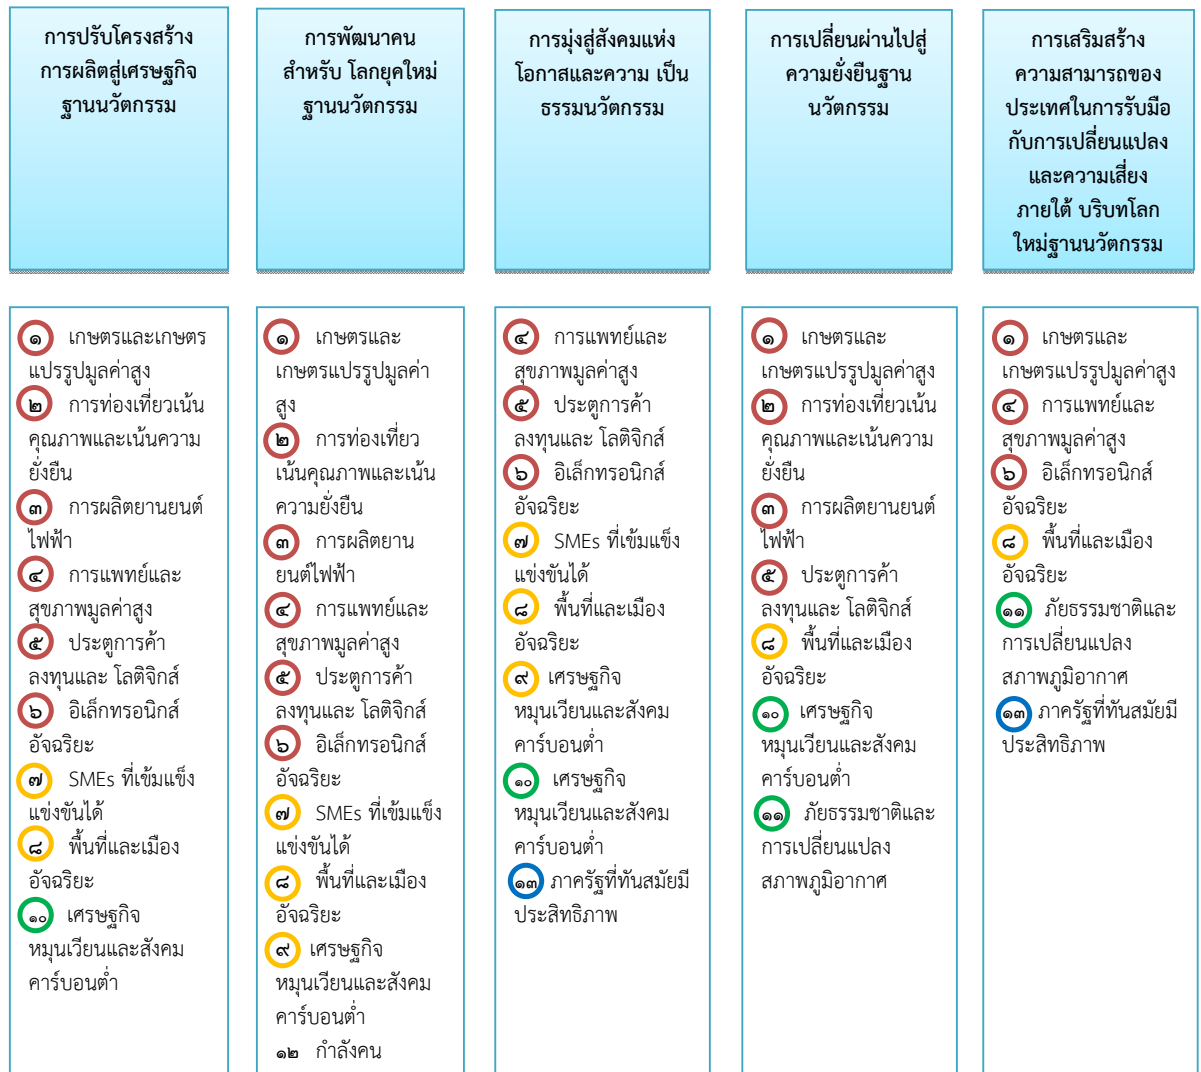 การปรับโครงสร้าง
การผลิตสู่เศรษฐกิจ
ฐานนวัตกรรม
การพัฒนาคน
สำหรับ โลกยุคใหม่
ฐานนวัตกรรม
การมุ่งสู่สังคมแห่ง
โอกาสและความ เป็น
ธรรมนวัตกรรม
การเปลี่ยนผ่านไปสู่
ความยั่งยืนฐาน
นวัตกรรม
การเสริมสร้าง
ความสามารถของ
ประเทศในการรับมือ
กับการเปลี่ยนแปลง
และความเสี่ยง
ภายใต้ บริบทโลก
ใหม่ฐานนวัตกรรม
๑ เกษตรและเกษตร
แปรรูปมูลค่าสูง
๒ การท่องเที่ยวเน้น
คุณภาพและเน้นความ
ยั่งยืน
๓ การผลิตยานยนต์
ไฟฟ้า
๔ การแพทย์และ
สุขภาพมูลค่าสูง
๕ ประตูการค้า
ลงทุนและ โลติจิกส์
๖ อิเล็กทรอนิกส์
อัจฉริยะ
๗ SMEs ที่เข้มแข็ง
แข่งขันได้
๘ พื้นที่และเมือง
อัจฉริยะ
๑๐ เศรษฐกิจ
หมุนเวียนและสังคม
คาร์บอนต่ำ
๑ เกษตรและ
เกษตรแปรรูปมูลค่า
สูง
๒ การท่องเที่ยว
เน้นคุณภาพและเน้น
ความยั่งยืน
๓ การผลิตยาน
ยนต์ไฟฟ้า
๔ การแพทย์และ
สุขภาพมูลค่าสูง
๕ ประตูการค้า
ลงทุนและ โลติจิกส์
๖ อิเล็กทรอนิกส์
อัจฉริยะ
๗ SMEs ที่เข้มแข็ง
แข่งขันได้
๘ พื้นที่และเมือง
อัจฉริยะ
๙ เศรษฐกิจ
หมุนเวียนและสังคม
คาร์บอนต่ำ
๑๒ กำลังคน
๔ การแพทย์และ
สุขภาพมูลค่าสูง
๕ ประตูการค้า
ลงทุนและ โลติจิกส์
๖ อิเล็กทรอนิกส์
อัจฉริยะ
๗ SMEs ที่เข้มแข็ง
แข่งขันได้
๘ พื้นที่และเมือง
อัจฉริยะ
๙ เศรษฐกิจ
หมุนเวียนและสังคม
คาร์บอนต่ำ
๑๐ เศรษฐกิจ
หมุนเวียนและสังคม
คาร์บอนต่ำ
๑๓ ภาครัฐที่ทันสมัยมี
ประสิทธิภาพ
๑ เกษตรและ
เกษตรแปรรูปมูลค่าสูง
๒ การท่องเที่ยวเน้น
คุณภาพและเน้นความ
ยั่งยืน
๓ การผลิตยานยนต์
ไฟฟ้า
๕ ประตูการค้า
ลงทุนและ โลติจิกส์
๘ พื้นที่และเมือง
อัจฉริยะ
๑๐ เศรษฐกิจ
หมุนเวียนและสังคม
คาร์บอนต่ำ
๑๑ ภัยธรรมชาติและ
การเปลี่ยนแปลง
สภาพภูมิอากาศ
๑ เกษตรและ
เกษตรแปรรูปมูลค่าสูง
๔ การแพทย์และ
สุขภาพมูลค่าสูง
๖ อิเล็กทรอนิกส์
อัจฉริยะ
๘ พื้นที่และเมือง
อัจฉริยะ
๑๑ ภัยธรรมชาติและ
การเปลี่ยนแปลง
สภาพภูมิอากาศ
๑๓ ภาครัฐที่ทันสมัยมี
ประสิทธิภาพ